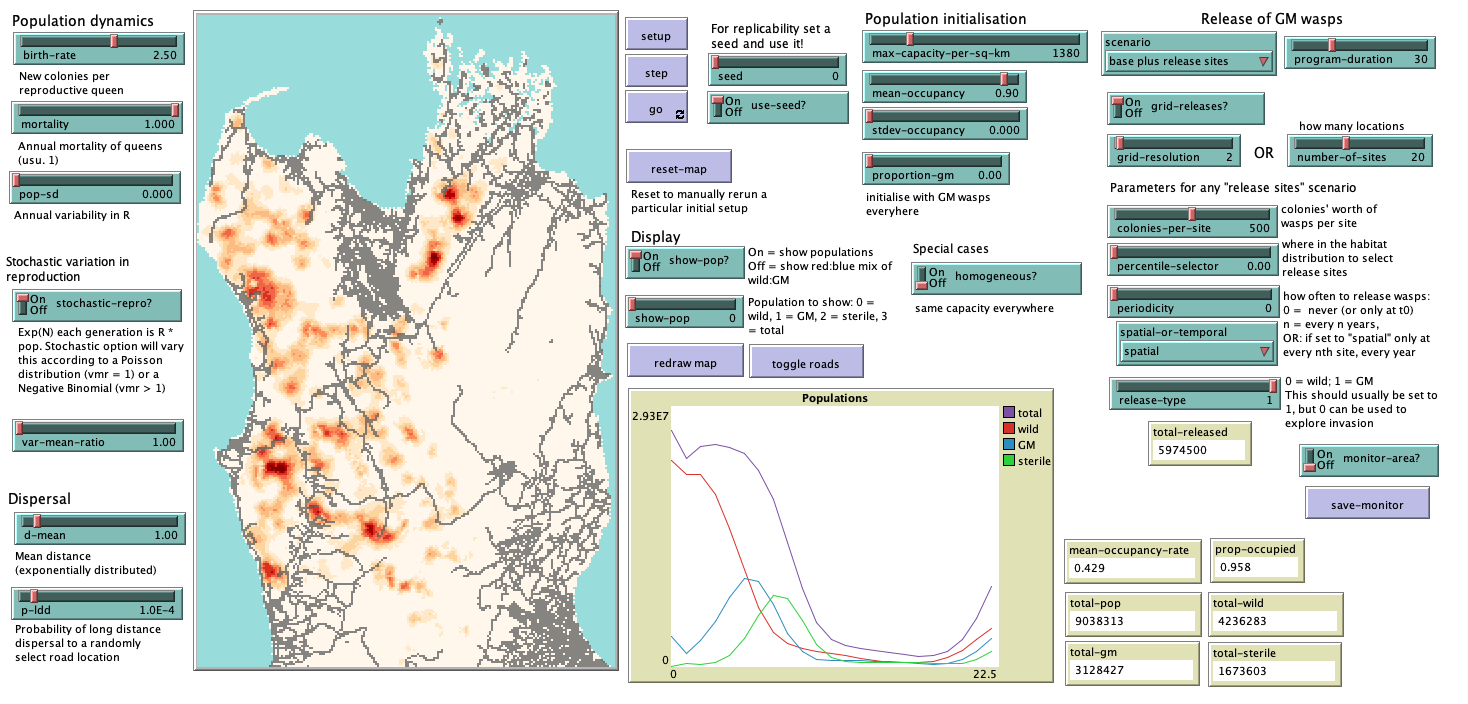 Population dynamics
birth-rate 2.50
New colonies per
reproductive queen
mortality 1.000
Annual mortality of queens
(usu. 1)
pop-sd 0.000
Annual variability in R
Stochastic variation in
reproduction
On
Off
stochastic-repro?
Exp(N) each generation is R *
pop. Stochastic option will vary
this according to a Poisson
distribution (vmr = 1) or a
Negative Binomial (vmr > 1)
var-mean-ratio 1.00
Dispersal
d-mean 1.00
Mean distance
(exponentially distributed)
p-ldd 1.0E-4
Probability of long distance
dispersal to a randomly
select road location
setup
step
go
For replicability set a
seed and use it!
seed 0
On
Off
use-seed?
reset-map
Reset to manually rerun a
particular initial setup
Display
On
Off
show-pop?
On = show populations
Off = show red:blue mix of
wild:GM
show-pop 0
Population to show: 0 =
wild, 1 = GM, 2 = sterile, 3
= total
redraw map
toggle roads
Population initialisation
max-capacity-per-sq-km 1380
mean-occupancy 0.90
stdev-occupancy 0.000
proportion-gm 0.00
initialise with GM wasps
everyhere
Special cases
On
Off
homogeneous?
same capacity everywhere
Populations
2.93E7
0
0 22.5
total
wild
GM
sterile
Release of GM wasps
scenario
base plus release sites
program-duration 30
On
Off
grid-releases?
how many locations
grid-resolution 2
OR
number-of-sites 20
Parameters for any "release sites" scenario
colonies-per-site 500
colonies' worth of
wasps per site
percentile-selector 0.00
where in the habitat
distribution to select
release sites
periodicity 0
how often to release wasps:
0 = never (or only at t0)
n = every n years,
OR: if set to "spatial" only at
every nth site, every year
spatial-or-temporal
spatial
release-type 1
0 = wild; 1 = GM
This should usually be set to
1, but 0 can be used to
explore invasion
total-released
5974500
On
Off
monitor-area?
save-monitor
mean-occupancy-rate
0.429
prop-occupied
0.958
total-pop
9038313
total-wild
4236283
total-gm
3128427
total-sterile
1673603